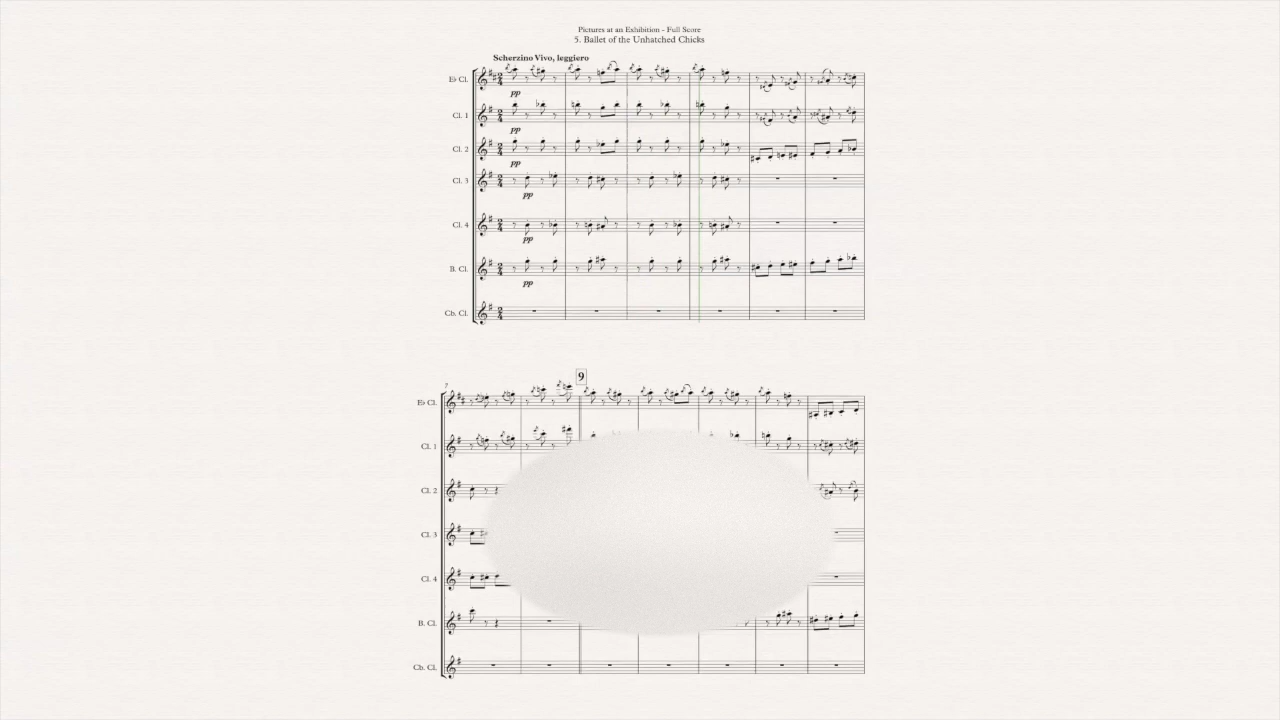 Pictures at an Exhibition - Full Score
5. Ballet of the Unhatched Chicks
Scherzino Vivo, leggiero
E♭ Cl.
pp
Cl. 1
pp
Cl. 2
pp
Cl. 3
pp
Cl. 4
pp
B. Cl.
pp
Cb. Cl.
7
9
E♭ Cl.
Cl. 1
Cl. 2
Cl. 3
Cl. 4
B. Cl.
Cb. Cl.